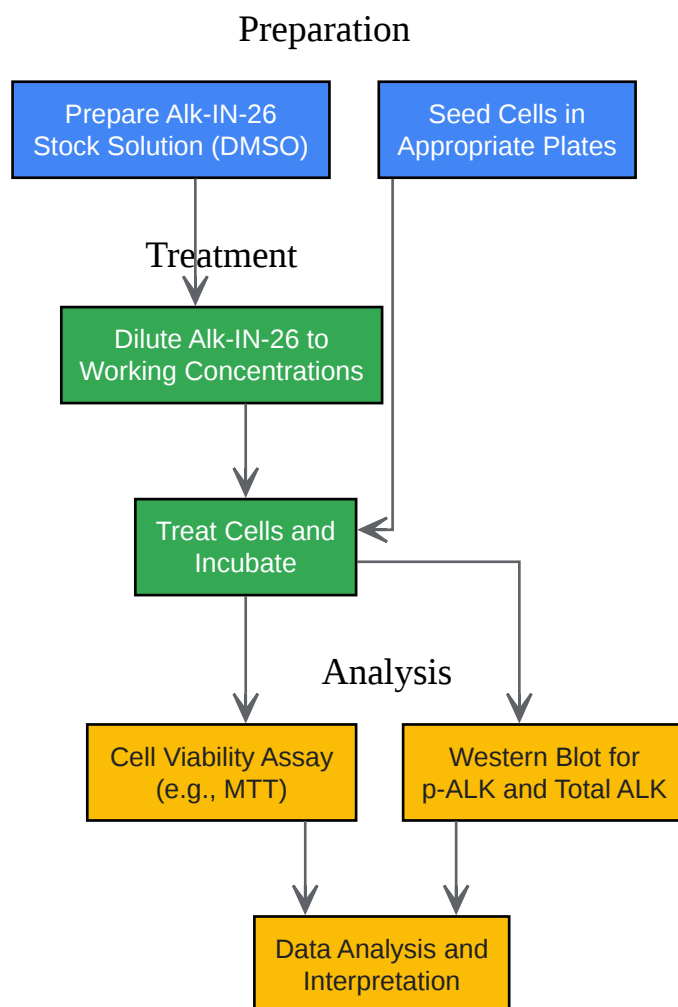 Preparation
Prepare Alk-IN-26
Stock Solution (DMSO)
Seed Cells in
Appropriate Plates
Treatment
Dilute Alk-IN-26 to
Working Concentrations
Treat Cells and
Incubate
Analysis
Cell Viability Assay
(e.g., MTT)
Western Blot for
p-ALK and Total ALK
Data Analysis and
Interpretation